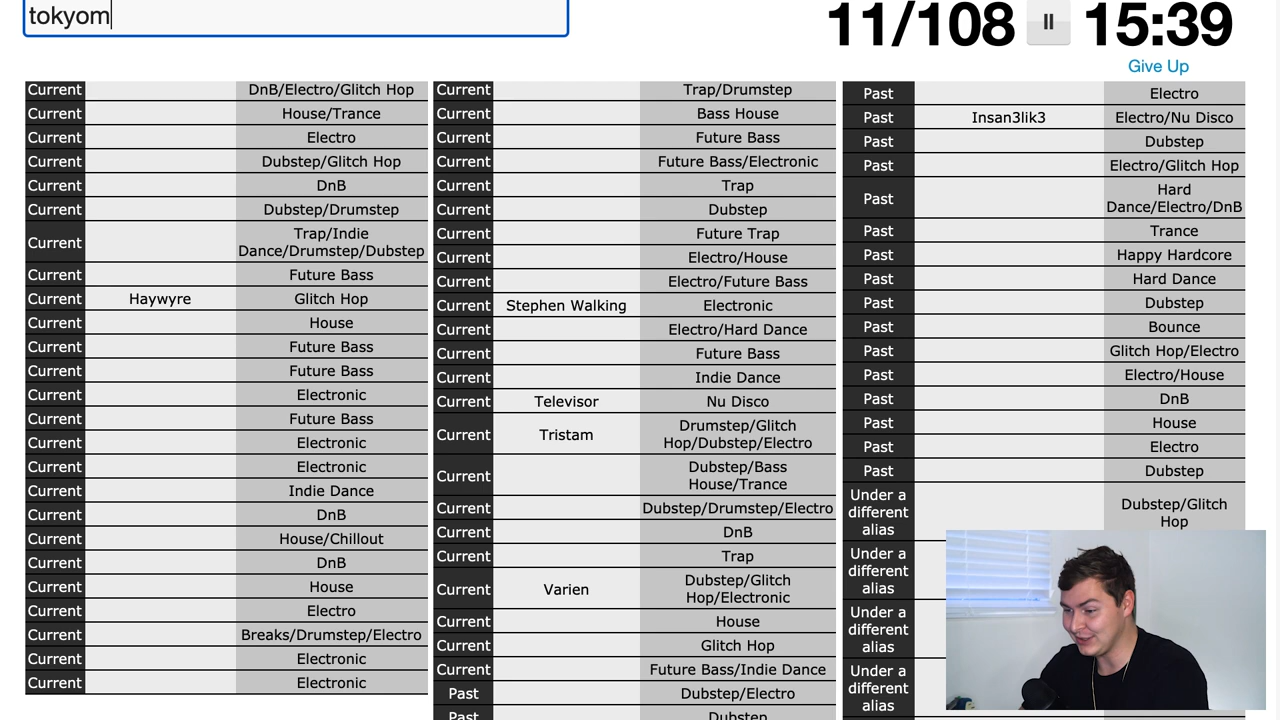 tokyom
11/108
15:39
Give Up
Current DnB/Electro/Glitch Hop
Current House/Trance
Current Electro
Current Dubstep/Glitch Hop
Current DnB
Current Dubstep/Drumstep
Current Trap/Indie
Dance/Drumstep/Dubstep
Current Future Bass
Current Haywyre Glitch Hop
Current House
Current Future Bass
Current Future Bass
Current Electronic
Current Future Bass
Current Electronic
Current Electronic
Current Indie Dance
Current DnB
Current House/Chillout
Current DnB
Current House
Current Electro
Current Breaks/Drumstep/Electro
Current Electronic
Current Electronic
Current Trap/Drumstep
Current Bass House
Current Future Bass
Current Future Bass/Electronic
Current Trap
Current Dubstep
Current Future Trap
Current Electro/House
Current Electro/Future Bass
Current Stephen Walking Electronic
Current Electro/Hard Dance
Current Future Bass
Current Indie Dance
Current Televisor Nu Disco
Current Tristam Drumstep/Glitch
Hop/Dubstep/Electro
Current Dubstep/Bass
House/Trance
Current Dubstep/Drumstep/Electro
Current DnB
Current Trap
Current Varien Dubstep/Glitch
Hop/Electronic
Current House
Current Glitch Hop
Current Future Bass/Indie Dance
Past Dubstep/Electro
Past Dubstep
Past Electro
Past Insan3lik3 Electro/Nu Disco
Past Dubstep
Past Electro/Glitch Hop
Past Hard
Dance/Electro/DnB
Past Trance
Past Happy Hardcore
Past Hard Dance
Past Dubstep
Past Bounce
Past Glitch Hop/Electro
Past Electro/House
Past DnB
Past House
Past Electro
Past Dubstep
Under a
different
alias
Dubstep/Glitch
Hop
Under a
different
alias
Under a
different
alias
Under a
different
alias